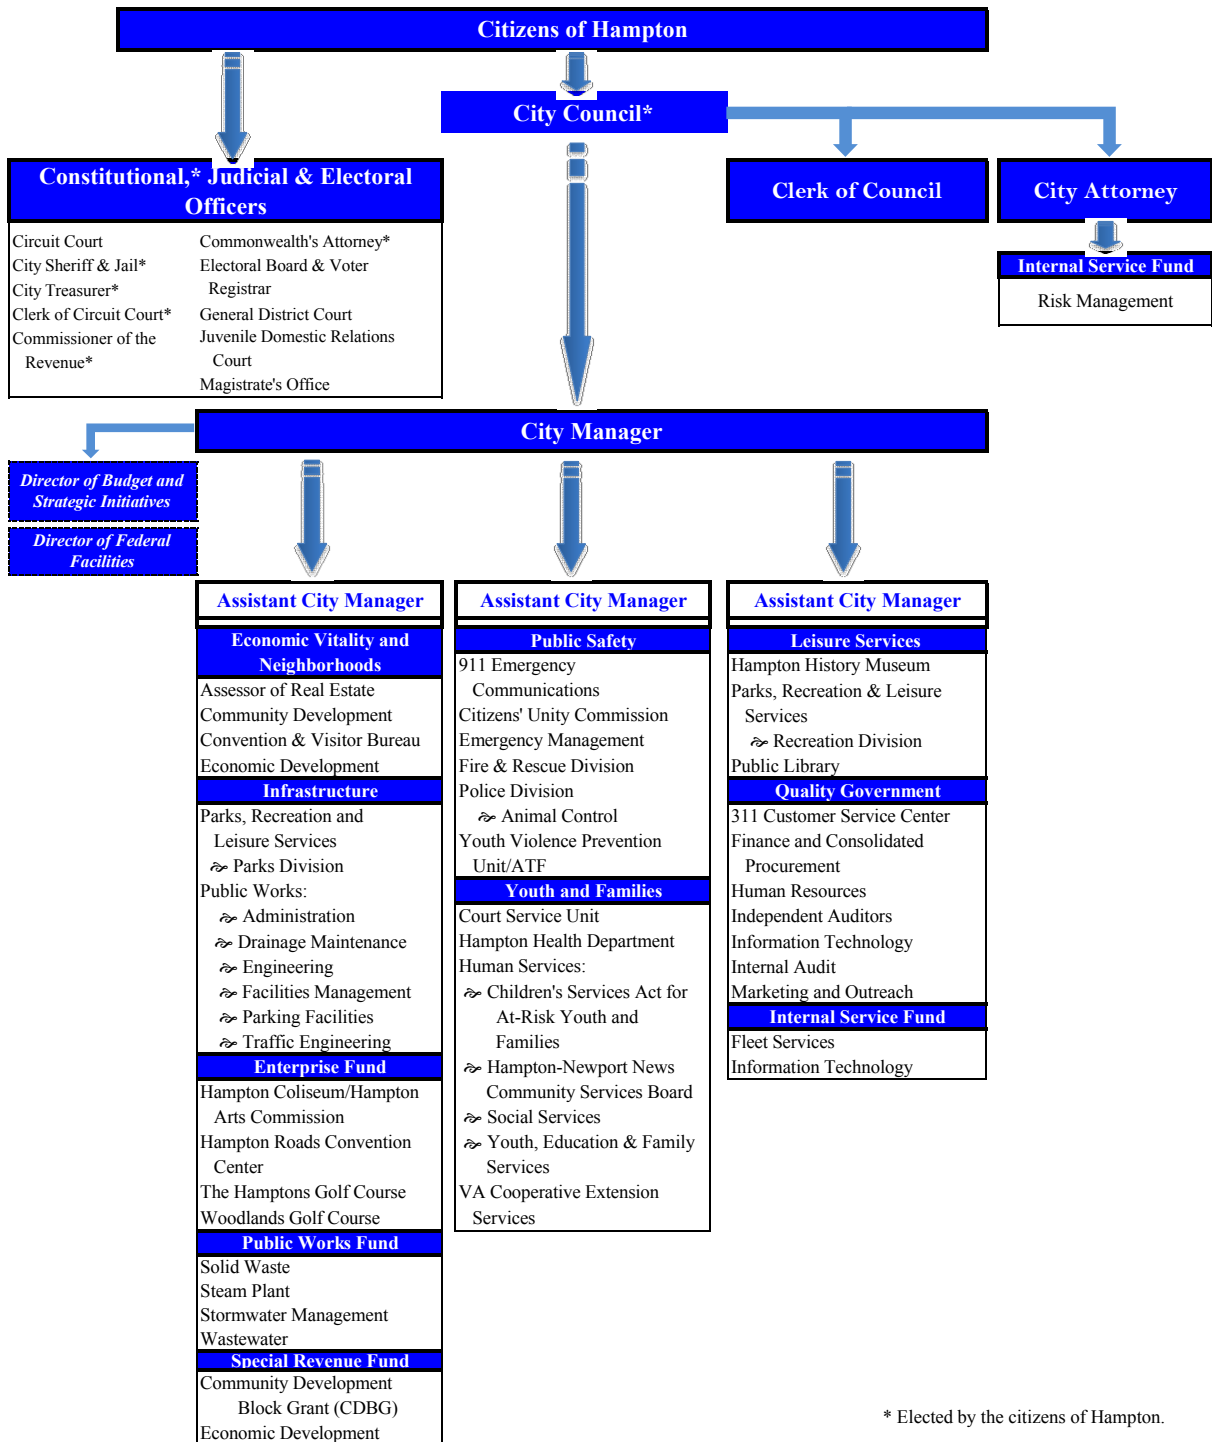 Citizens of Hampton
City Council*
Constitutional,* Judicial & Electoral
Officers
Circuit Court
City Sheriff & Jail*
City Treasurer*
Clerk of Circuit Court*
Commissioner of the
Revenue*
Commonwealth's Attorney*
Electoral Board & Voter
Registrar
General District Court
Juvenile Domestic Relations
Court
Magistrate's Office
Clerk of Council
City Attorney
Internal Service Fund
Risk Management
City Manager
Director of Budget and
Strategic Initiatives
Director of Federal
Facilities
Assistant City Manager
Economic Vitality and
Neighborhoods
Assessor of Real Estate
Community Development
Convention & Visitor Bureau
Economic Development
Infrastructure
Parks, Recreation and
Leisure Services
Parks Division
Public Works:
Administration
Drainage Maintenance
Engineering
Facilities Management
Parking Facilities
Traffic Engineering
Enterprise Fund
Hampton Coliseum/Hampton
Arts Commission
Hampton Roads Convention
Center
The Hamptons Golf Course
Woodlands Golf Course
Public Works Fund
Solid Waste
Steam Plant
Stormwater Management
Wastewater
Special Revenue Fund
Community Development
Block Grant (CDBG)
Economic Development
Assistant City Manager
Public Safety
911 Emergency
Communications
Citizens' Unity Commission
Emergency Management
Fire & Rescue Division
Police Division
Animal Control
Youth Violence Prevention
Unit/ATF
Youth and Families
Court Service Unit
Hampton Health Department
Human Services:
Children's Services Act for
At-Risk Youth and
Families
Hampton-Newport News
Community Services Board
Social Services
Youth, Education & Family
Services
VA Cooperative Extension
Services
Assistant City Manager
Leisure Services
Hampton History Museum
Parks, Recreation & Leisure
Services
Recreation Division
Public Library
Quality Government
311 Customer Service Center
Finance and Consolidated
Procurement
Human Resources
Independent Auditors
Information Technology
Internal Audit
Marketing and Outreach
Internal Service Fund
Fleet Services
Information Technology
* Elected by the citizens of Hampton.